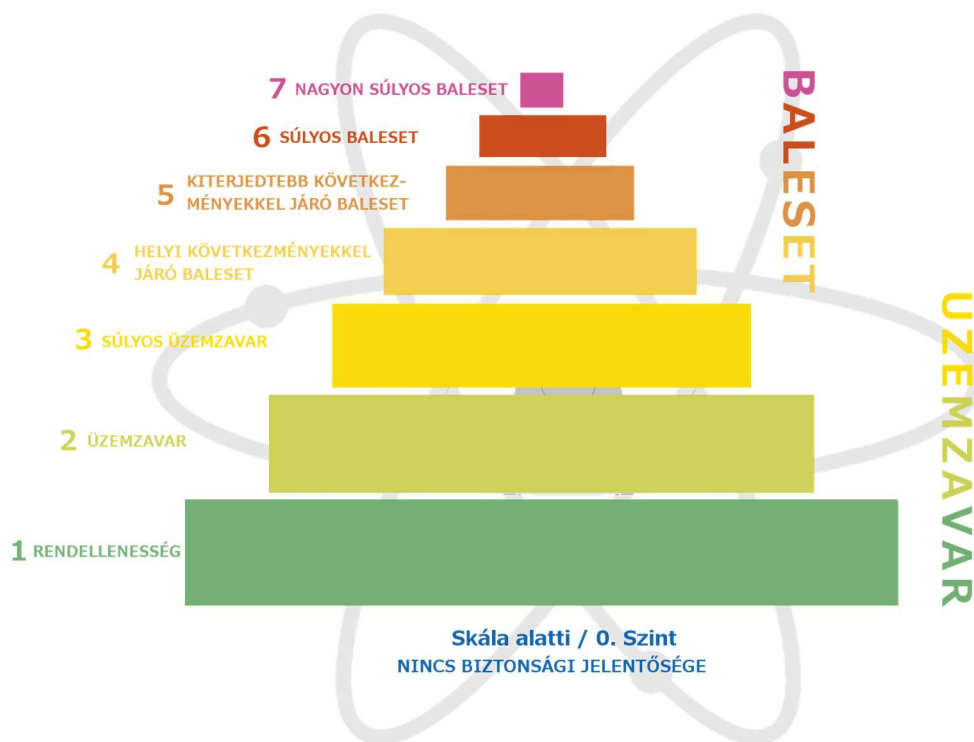 7 NAGYON SÚLYOS BALESET
6 SÚLYOS BALESET
5 KITERJEDTEBB KÖVETKEZ-
MÉNYEKKEL JÁRÓ BALESET
4 HELYI KÖVETKEZMÉNYEKKEL
JÁRÓ BALESET
3 SÚLYOS ÜZEMZAVAR
2 ÜZEMZAVAR
1 RENDELLENESSÉG
BALESET
ÜZEMZAVAR
Skála alatti / 0. Szint
NINCS BIZTONSÁGI JELENTŐSÉGE